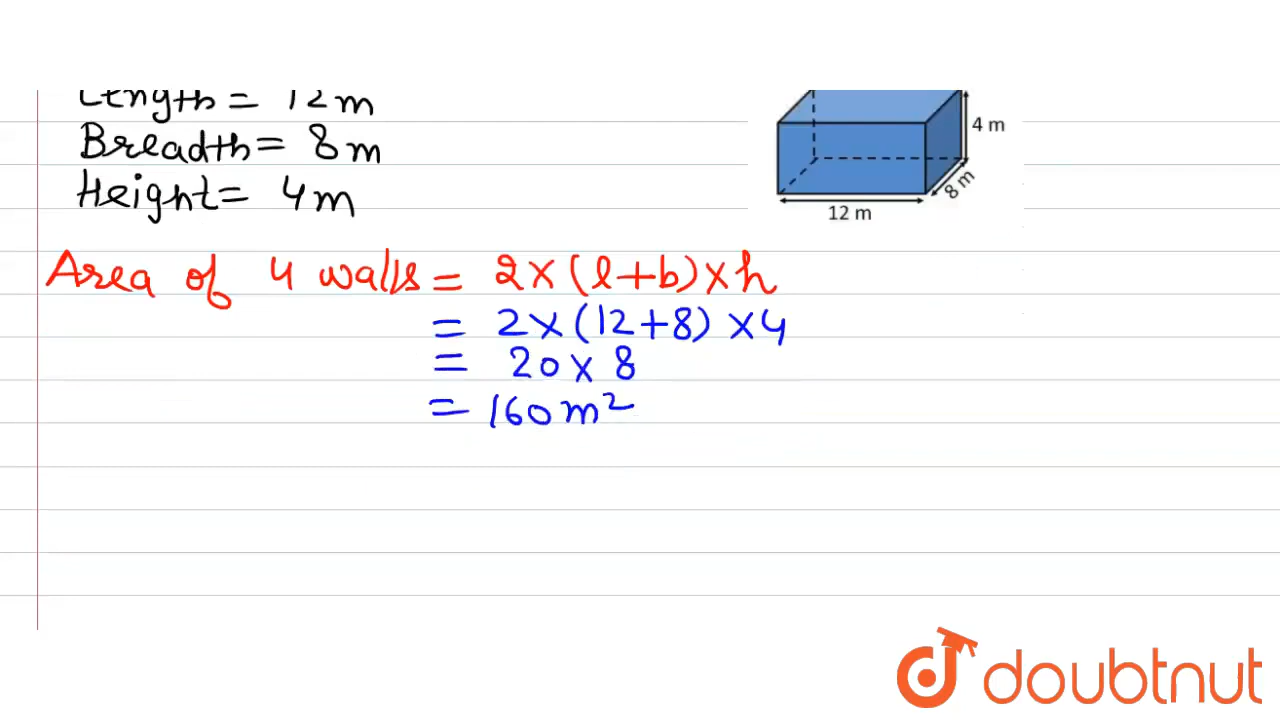 Length = 12 m
Breadth = 8 m
Height = 4 m
4 m
8 m
12 m
Area of 4 walls = 2 × (l + b) × h
= 2 × (12 + 8) × 4
= 20 × 8
= 160 m²
doubtnut